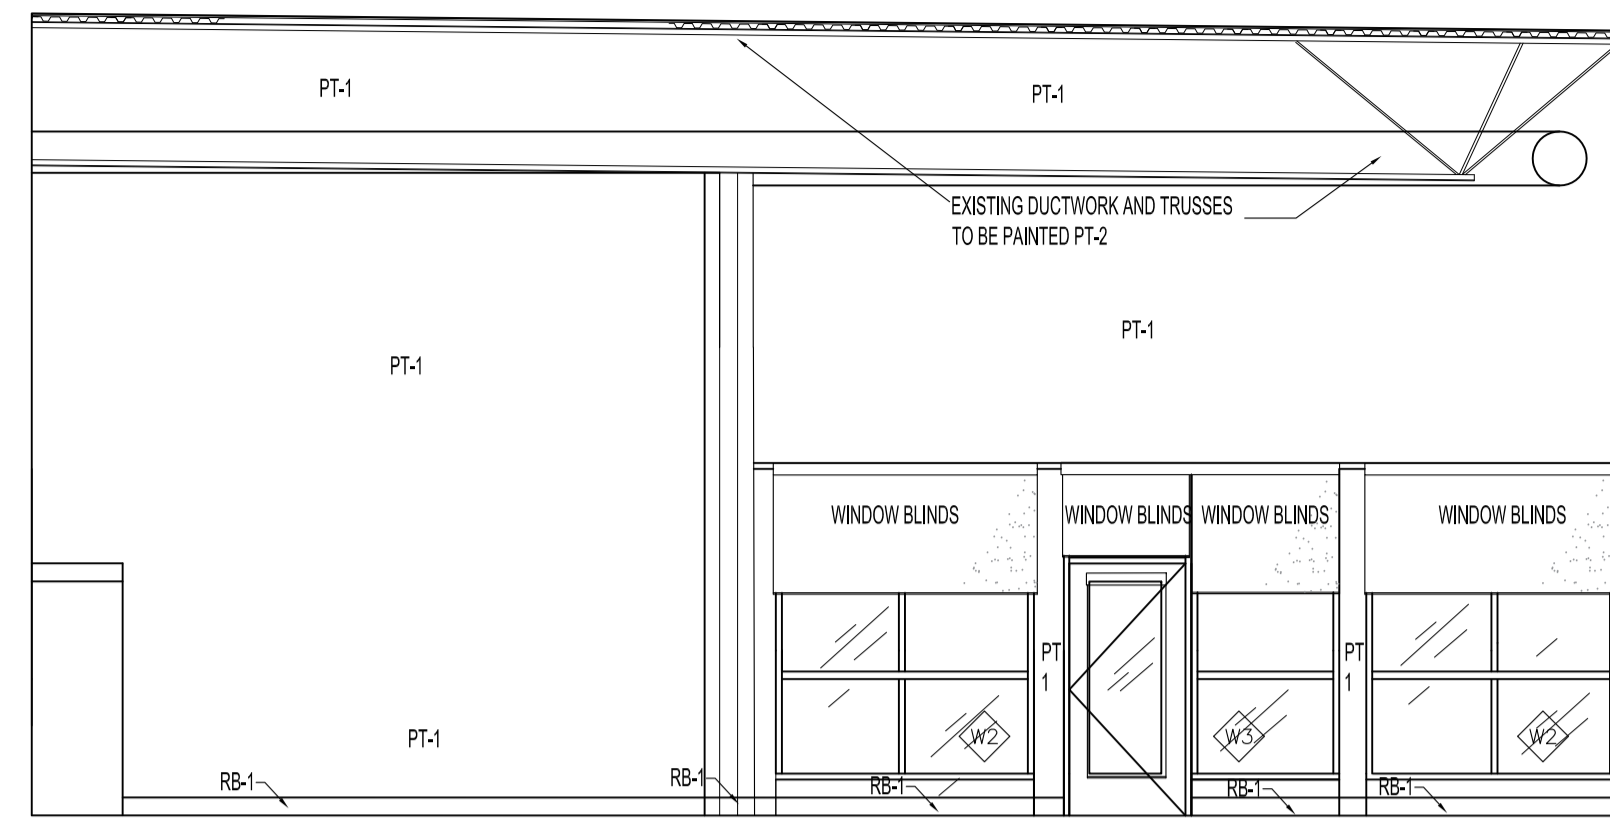 PT-1
PT-1
EXISTING DUCTWORK AND TRUSSES
TO BE PAINTED PT-2
PT-1
PT-1
WINDOW BLINDS
WINDOW BLINDS
WINDOW BLINDS
WINDOW BLINDS
PT
1
PT
1
W2
W3
W2
PT-1
RB-1
RB-1
RB-1
RB-1
RB-1